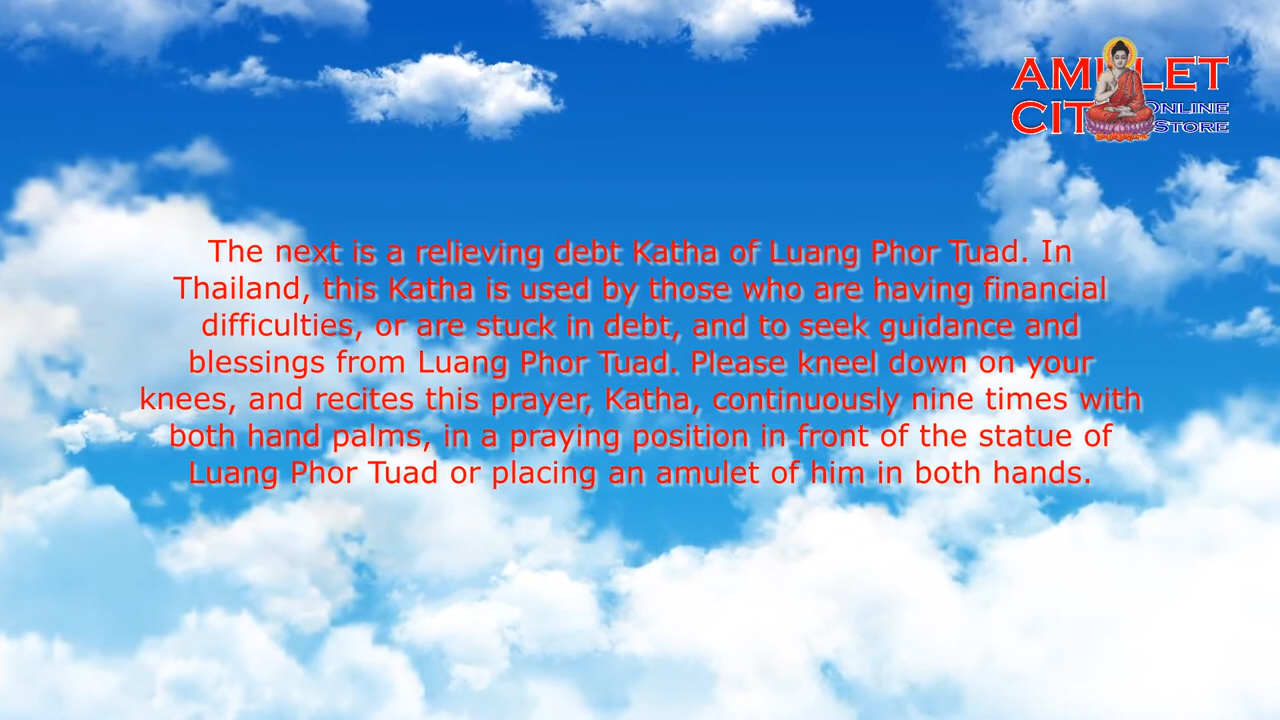 AMULET
CITY ONLINE
STORE
The next is a relieving debt Katha of Luang Phor Tuad. In
Thailand, this Katha is used by those who are having financial
difficulties, or are stuck in debt, and to seek guidance and
blessings from Luang Phor Tuad. Please kneel down on your
knees, and recites this prayer, Katha, continuously nine times with
both hand palms, in a praying position in front of the statue of
Luang Phor Tuad or placing an amulet of him in both hands.